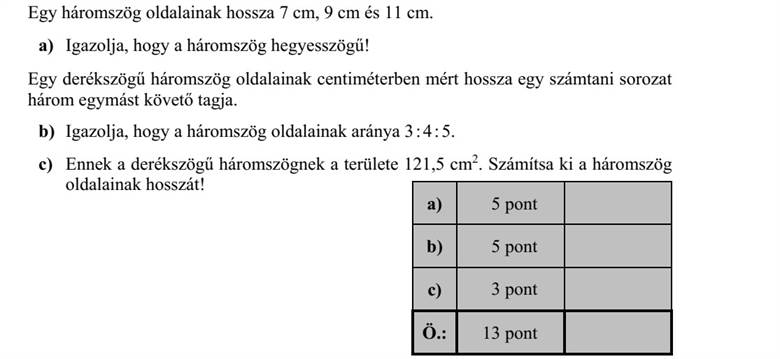 Egy háromszög oldalainak hossza 7 cm, 9 cm és 11 cm.
a) Igazolja, hogy a háromszög hegyesszögű!
Egy derékszögű háromszög oldalainak centiméterben mért hossza egy számtani sorozat
három egymást követő tagja.
b) Igazolja, hogy a háromszög oldalainak aránya 3:4:5.
c) Ennek a derékszögű háromszögnek a területe 121,5 cm². Számítsa ki a háromszög
oldalainak hosszát!
a) 5 pont
b) 5 pont
c) 3 pont
Ö.: 13 pont